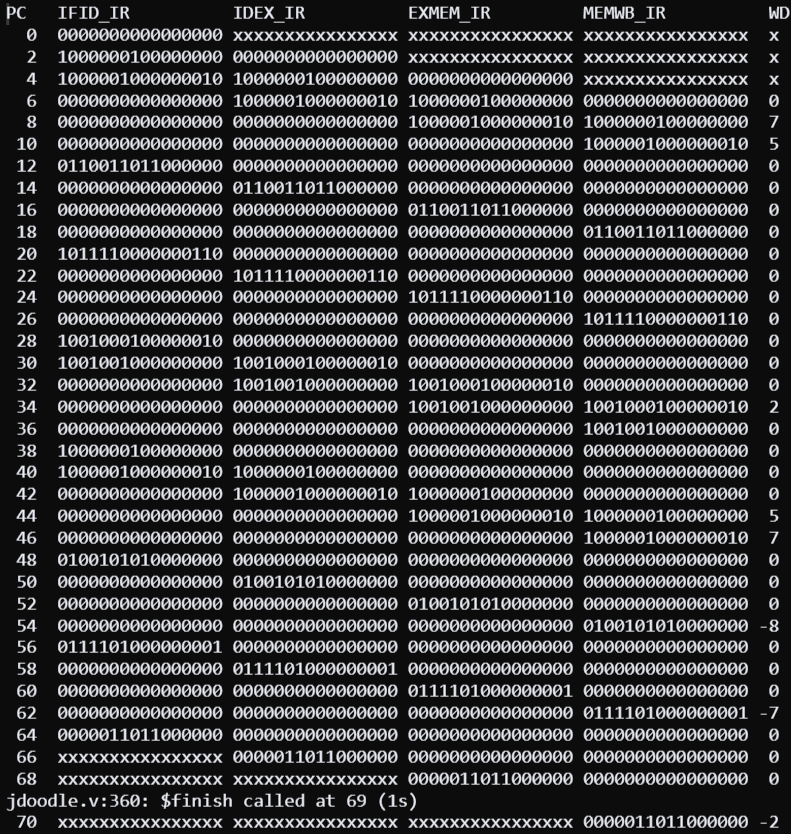 PC IFID_IR IDEX_IR EXMEM_IR MEMWB_IR WD
0 0000000000000000 xxxxxxxxxxxxxxxx xxxxxxxxxxxxxxxx xxxxxxxxxxxxxxxx x
2 1000000100000000 0000000000000000 xxxxxxxxxxxxxxxx xxxxxxxxxxxxxxxx x
4 1000001000000010 1000000100000000 0000000000000000 xxxxxxxxxxxxxxxx x
6 0000000000000000 1000001000000010 1000000100000000 0000000000000000 0
8 0000000000000000 0000000000000000 1000001000000010 1000000100000000 7
10 0000000000000000 0000000000000000 0000000000000000 1000001000000010 5
12 0110011011000000 0000000000000000 0000000000000000 0000000000000000 0
14 0000000000000000 0110011011000000 0000000000000000 0000000000000000 0
16 0000000000000000 0000000000000000 0110011011000000 0000000000000000 0
18 0000000000000000 0000000000000000 0000000000000000 0110011011000000 0
20 1011110000000110 0000000000000000 0000000000000000 0000000000000000 0
22 0000000000000000 1011110000000110 0000000000000000 0000000000000000 0
24 0000000000000000 0000000000000000 1011110000000110 0000000000000000 0
26 0000000000000000 0000000000000000 0000000000000000 1011110000000110 0
28 1001000100000010 0000000000000000 0000000000000000 0000000000000000 0
30 1001001000000000 1001000100000010 0000000000000000 0000000000000000 0
32 0000000000000000 1001001000000000 1001000100000010 0000000000000000 0
34 0000000000000000 0000000000000000 1001001000000000 1001000100000010 2
36 0000000000000000 0000000000000000 0000000000000000 1001001000000000 0
38 1000000100000000 0000000000000000 0000000000000000 0000000000000000 0
40 1000001000000010 1000000100000000 0000000000000000 0000000000000000 0
42 0000000000000000 1000001000000010 1000000100000000 0000000000000000 0
44 0000000000000000 0000000000000000 1000001000000010 1000000100000000 5
46 0000000000000000 0000000000000000 0000000000000000 1000001000000010 7
48 0100101010000000 0000000000000000 0000000000000000 0000000000000000 0
50 0000000000000000 0100101010000000 0000000000000000 0000000000000000 0
52 0000000000000000 0000000000000000 0100101010000000 0000000000000000 0
54 0000000000000000 0000000000000000 0000000000000000 0100101010000000 -8
56 0111101000000001 0000000000000000 0000000000000000 0000000000000000 0
58 0000000000000000 0111101000000001 0000000000000000 0000000000000000 0
60 0000000000000000 0000000000000000 0111101000000001 0000000000000000 0
62 0000000000000000 0000000000000000 0000000000000000 0111101000000001 -7
64 0000011011000000 0000000000000000 0000000000000000 0000000000000000 0
66 xxxxxxxxxxxxxxxx 0000011011000000 0000000000000000 0000000000000000 0
68 xxxxxxxxxxxxxxxx xxxxxxxxxxxxxxxx 0000011011000000 0000000000000000 0
jdoodle.v:360: $finish called at 69 (1s)
70 xxxxxxxxxxxxxxxx xxxxxxxxxxxxxxxx xxxxxxxxxxxxxxxx 0000011011000000 -2